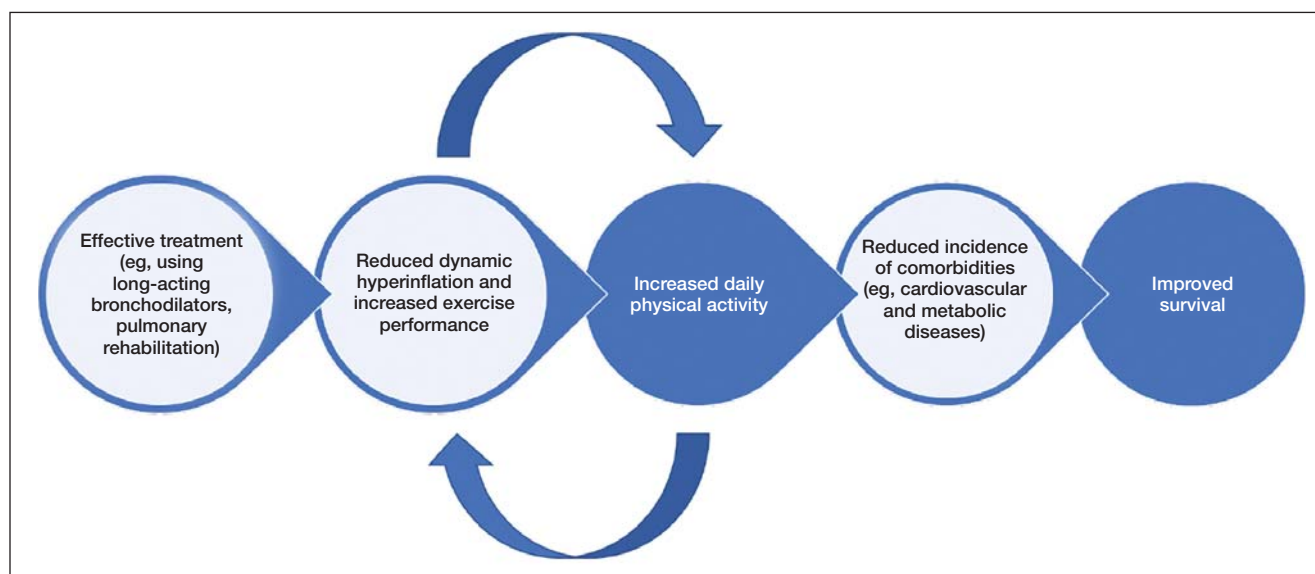 Effective treatment
(eg, using
long-acting
bronchodilators,
pulmonary
rehabilitation)
Reduced dynamic
hyperinflation and
increased exercise
performance
Increased daily
physical activity
Reduced incidence
of comorbidities
(eg, cardiovascular
and metabolic
diseases)
Improved
survival